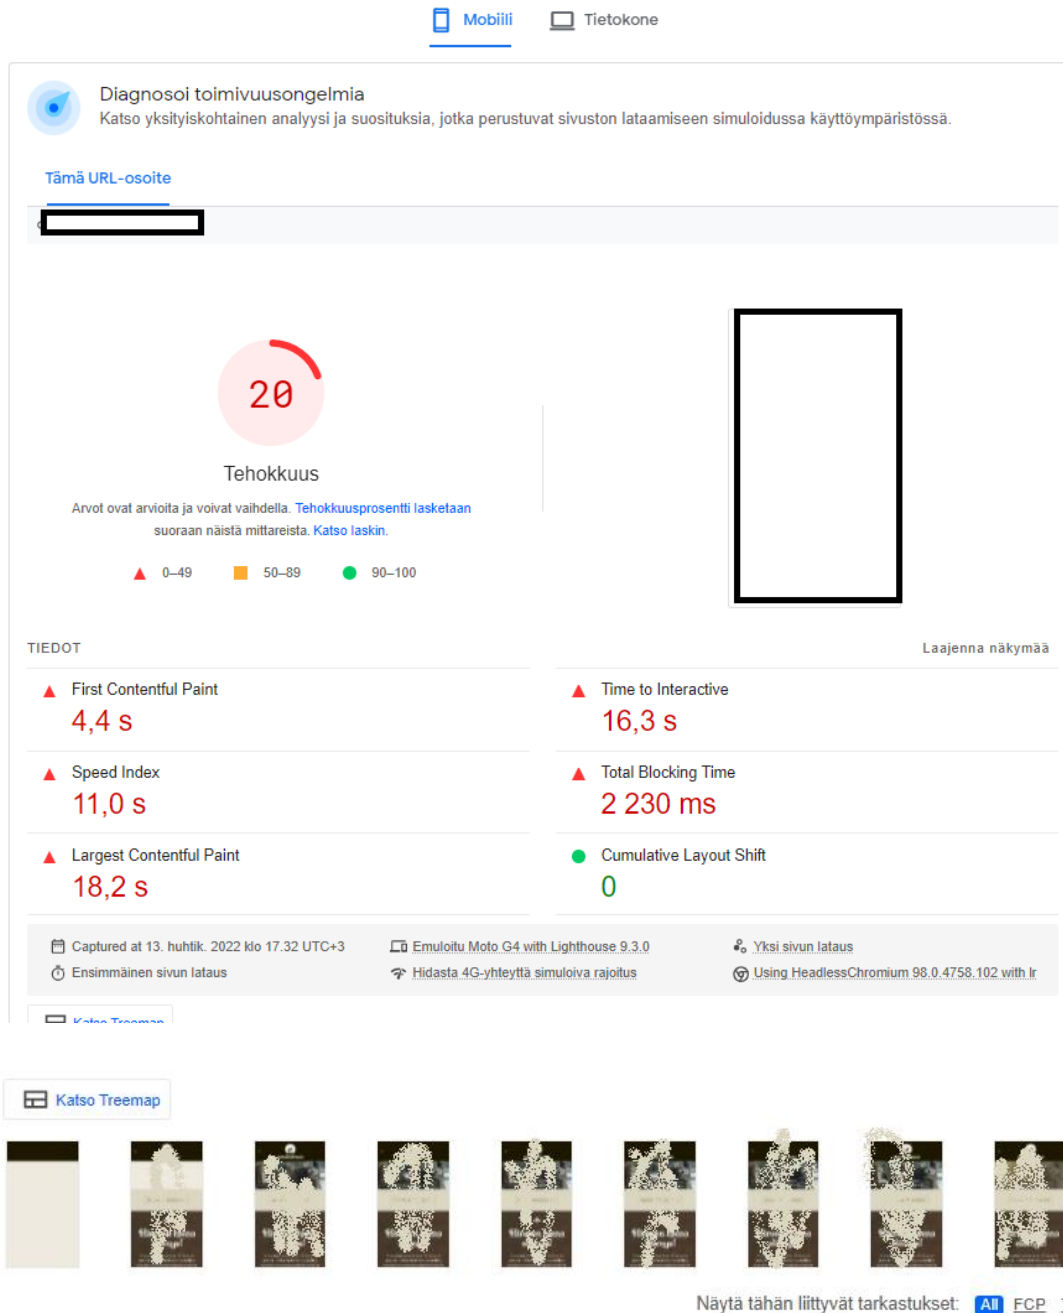 Mobiili Tietokone
Diagnosoi toimivuusongelmia
Katso yksityiskohtainen analyysi ja suosituksia, jotka perustuvat sivuston lataamiseen simuloidussa käyttöympäristössä.
Tämä URL-osoite
20
Tehokkuus
Arvot ovat arvioita ja voivat vaihdella. Tehokkuusprosentti lasketaan
suoraan näistä mittareista. Katso laskin.
0–49 50–89 90–100
TIEDOT Laajenna näkymää
First Contentful Paint
4,4 s
Time to Interactive
16,3 s
Speed Index
11,0 s
Total Blocking Time
2 230 ms
Largest Contentful Paint
18,2 s
Cumulative Layout Shift
0
Captured at 13. huhtik. 2022 klo 17.32 UTC+3
Emuloitu Moto G4 with Lighthouse 9.3.0
Yksi sivun lataus
Ensimmäinen sivun lataus
Hidasta 4G-yhteyttä simuloiva rajoitus
Using HeadlessChromium 98.0.4758.102 with lr
Katso Treemap
Katso Treemap
Näytä tähän liittyvät tarkastukset: All FCP